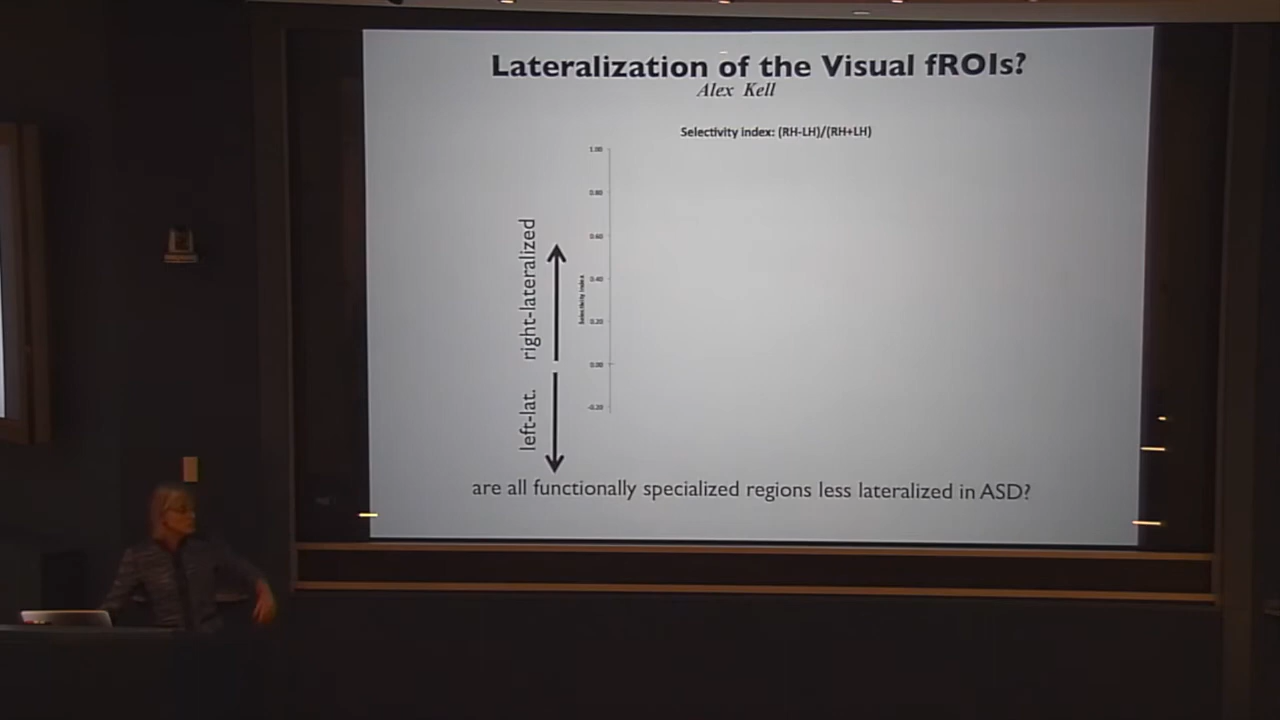 Lateralization of the Visual fROIs?
Alex Kell
Selectivity index: (RH-LH)/(RH+LH)
1.00
0.80
0.60
0.40
0.20
0.00
-0.20
Selectivity Index
right-lateralized
left-lat.
are all functionally specialized regions less lateralized in ASD?